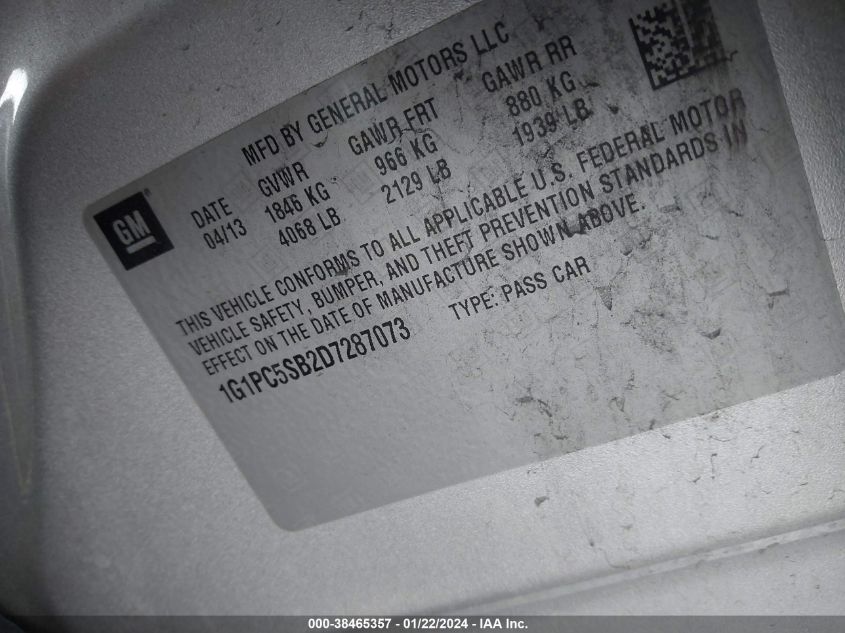 MFD BY GENERAL MOTORS LLC
DATE GVWR GAWR FRT GAWR RR
04/13 1846 KG 966 KG 880 KG
4068 LB 2129 LB 1939 LB
GM
THIS VEHICLE CONFORMS TO ALL APPLICABLE U.S. FEDERAL MOTOR
VEHICLE SAFETY, BUMPER, AND THEFT PREVENTION STANDARDS IN
EFFECT ON THE DATE OF MANUFACTURE SHOWN ABOVE.
1G1PC5SB2D7287073 TYPE: PASS CAR
000-38465357 - 01/22/2024 - IAA Inc.